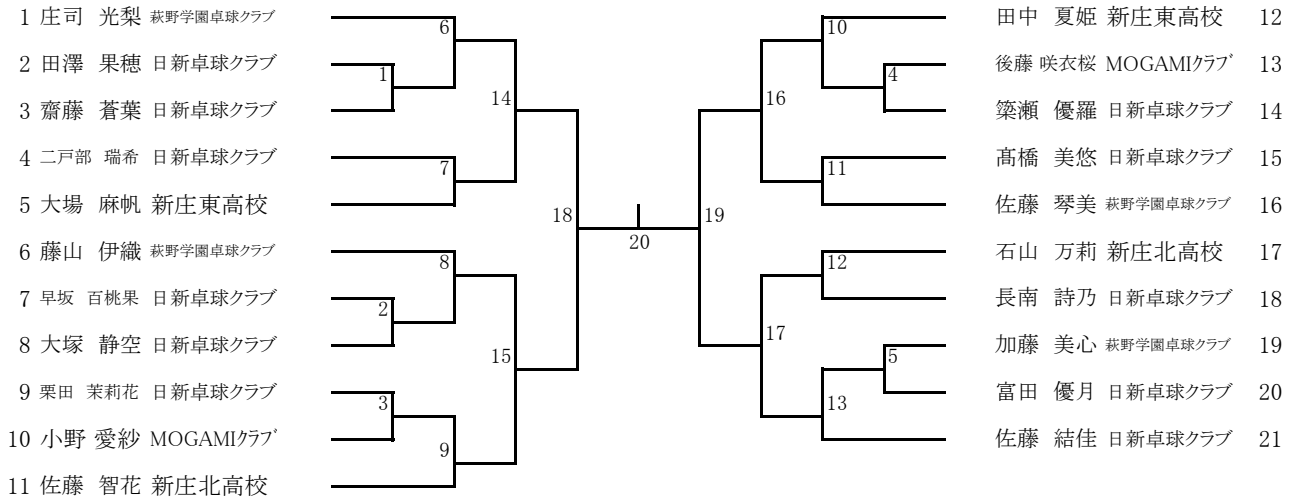 1 庄司 光梨 萩野学園卓球クラブ
2 田澤 果穂 日新卓球クラブ
3 齋藤 蒼葉 日新卓球クラブ
4 二戸部 瑞希 日新卓球クラブ
5 大場 麻帆 新庄東高校
6 藤山 伊織 萩野学園卓球クラブ
7 早坂 百桃果 日新卓球クラブ
8 大塚 静空 日新卓球クラブ
9 栗田 茉莉花 日新卓球クラブ
10 小野 愛紗 MOGAMIクラブ
11 佐藤 智花 新庄北高校
6
1
14
7
18
8
2
15
3
9
20
10
4
16
11
19
12
17
5
13
田中 夏姫 新庄東高校 12
後藤 咲衣桜 MOGAMIクラブ 13
簗瀬 優羅 日新卓球クラブ 14
髙橋 美悠 日新卓球クラブ 15
佐藤 琴美 萩野学園卓球クラブ 16
石山 万莉 新庄北高校 17
長南 詩乃 日新卓球クラブ 18
加藤 美心 萩野学園卓球クラブ 19
富田 優月 日新卓球クラブ 20
佐藤 結佳 日新卓球クラブ 21